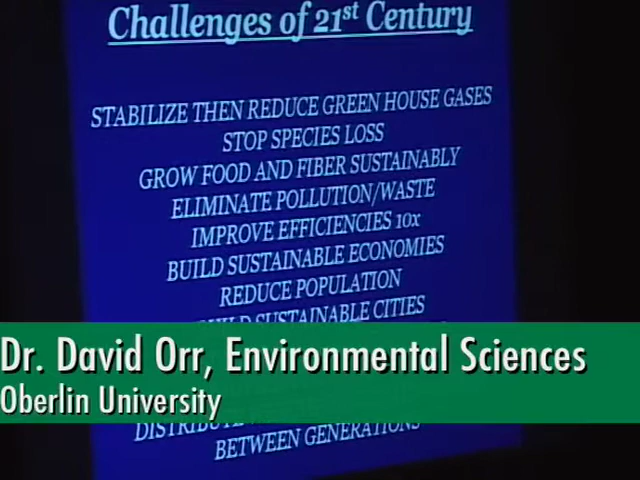 Challenges of 21st Century
STABILIZE THEN REDUCE GREEN HOUSE GASES
STOP SPECIES LOSS
GROW FOOD AND FIBER SUSTAINABLY
ELIMINATE POLLUTION/WASTE
IMPROVE EFFICIENCIES 10x
BUILD SUSTAINABLE ECONOMIES
REDUCE POPULATION
BUILD SUSTAINABLE CITIES
Dr. David Orr, Environmental Sciences
Oberlin University
DISTRIBUTE
BETWEEN GENERATIONS